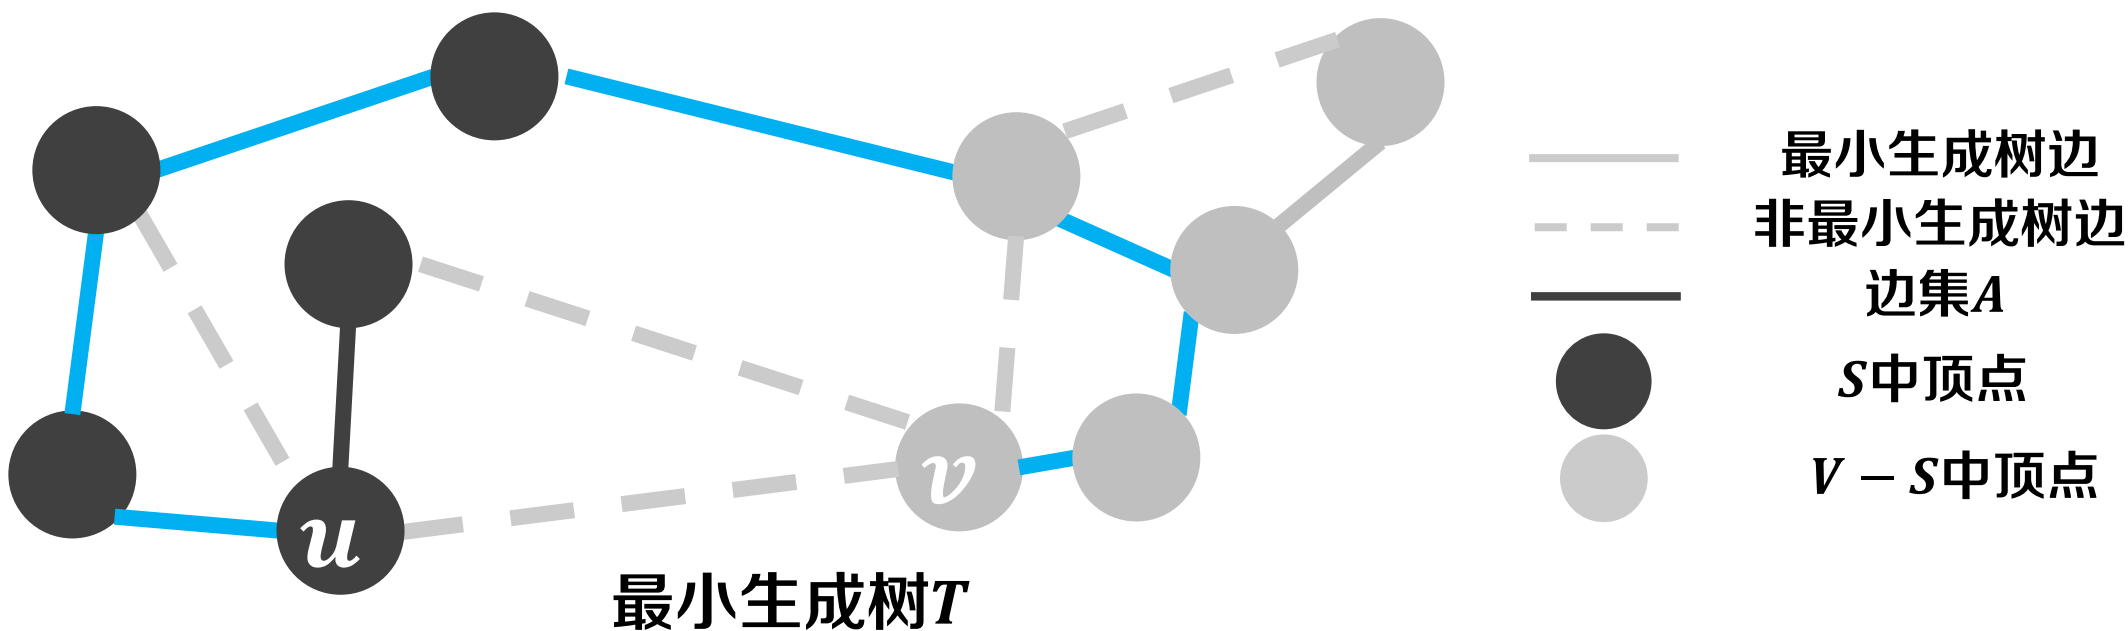 最小生成树边
非最小生成树边
边集A
S中顶点
V − S中顶点
v
u
最小生成树T